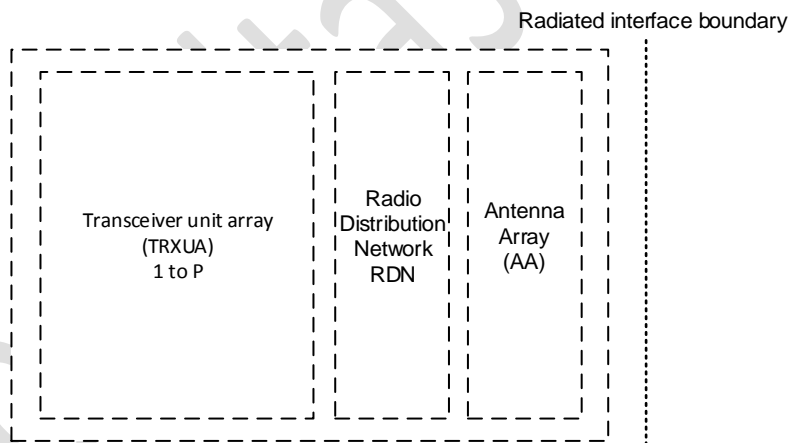 Radiated interface boundary
Transceiver unit array
(TRXUA)
1 to P
Radio
Distribution
Network
RDN
Antenna
Array
(AA)